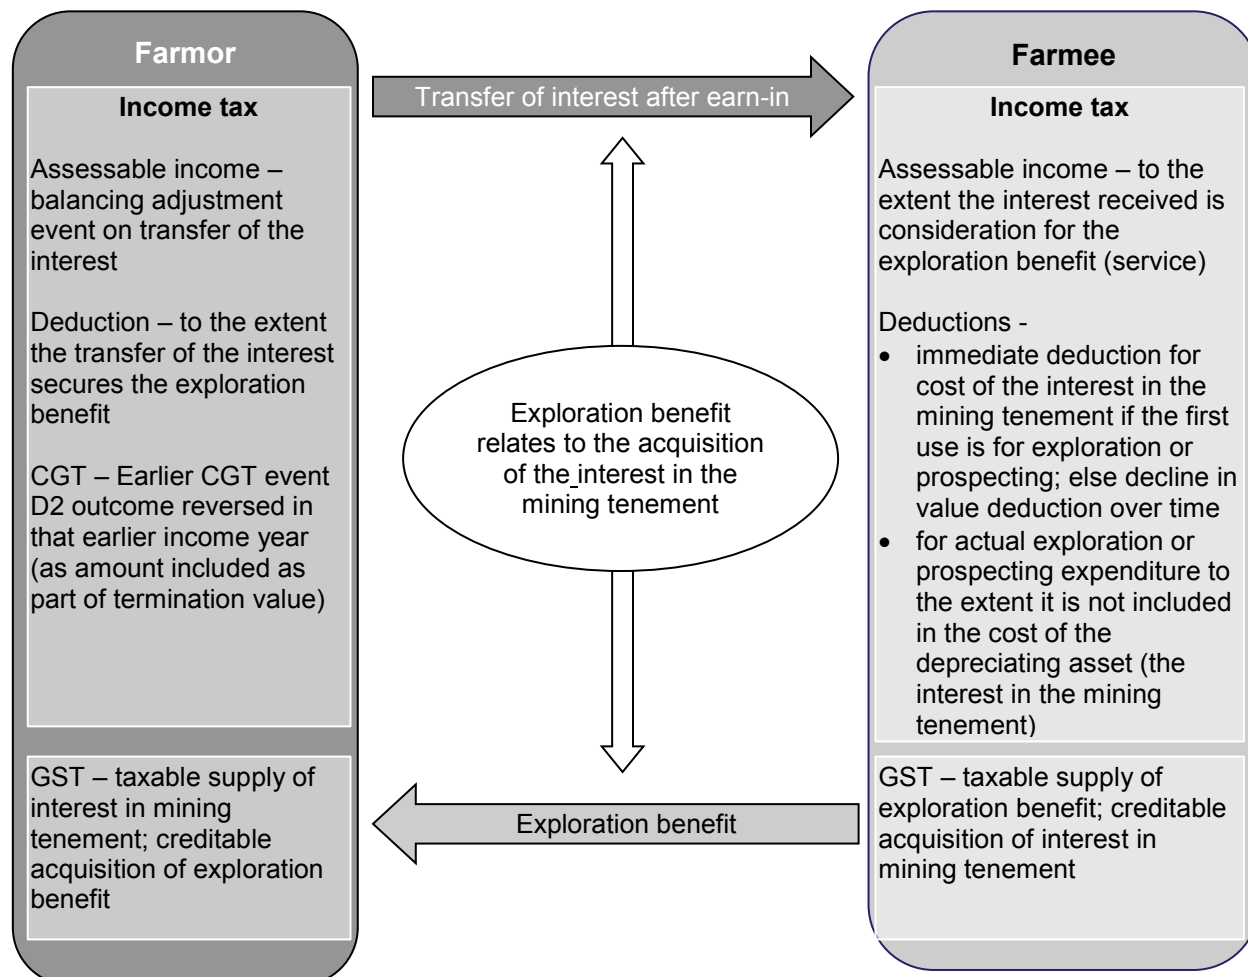 Farmor
Income tax
Assessable income –
balancing adjustment
event on transfer of the
interest
Deduction – to the extent
the transfer of the interest
secures the exploration
benefit
CGT – Earlier CGT event
D2 outcome reversed in
that earlier income year
(as amount included as
part of termination value)
GST – taxable supply of
interest in mining
tenement; creditable
acquisition of exploration
benefit
Transfer of interest after earn-in
Exploration benefit
relates to the acquisition
of the interest in the
mining tenement
Exploration benefit
Farmee
Income tax
Assessable income – to the
extent the interest received is
consideration for the
exploration benefit (service)
Deductions -
• immediate deduction for
cost of the interest in the
mining tenement if the first
use is for exploration or
prospecting; else decline in
value deduction over time
• for actual exploration or
prospecting expenditure to
the extent it is not included
in the cost of the
depreciating asset (the
interest in the mining
tenement)
GST – taxable supply of
exploration benefit; creditable
acquisition of interest in
mining tenement